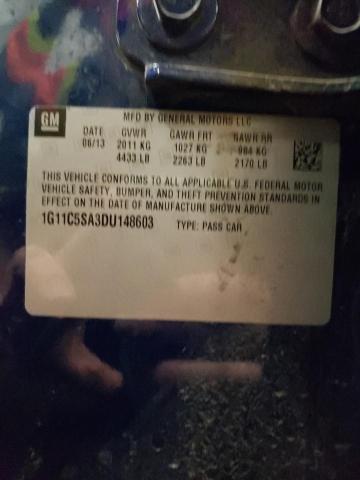 GM
MFD BY GENERAL MOTORS LLC
DATE GVWR GAWR FRT GAWR RR
06/13 2011 KG 1027 KG 984 KG
4433 LB 2263 LB 2170 LB
THIS VEHICLE CONFORMS TO ALL APPLICABLE U.S. FEDERAL MOTOR
VEHICLE SAFETY, BUMPER, AND THEFT PREVENTION STANDARDS IN
EFFECT ON THE DATE OF MANUFACTURE SHOWN ABOVE.
1G11C5SA3DU148603 TYPE: PASS CAR